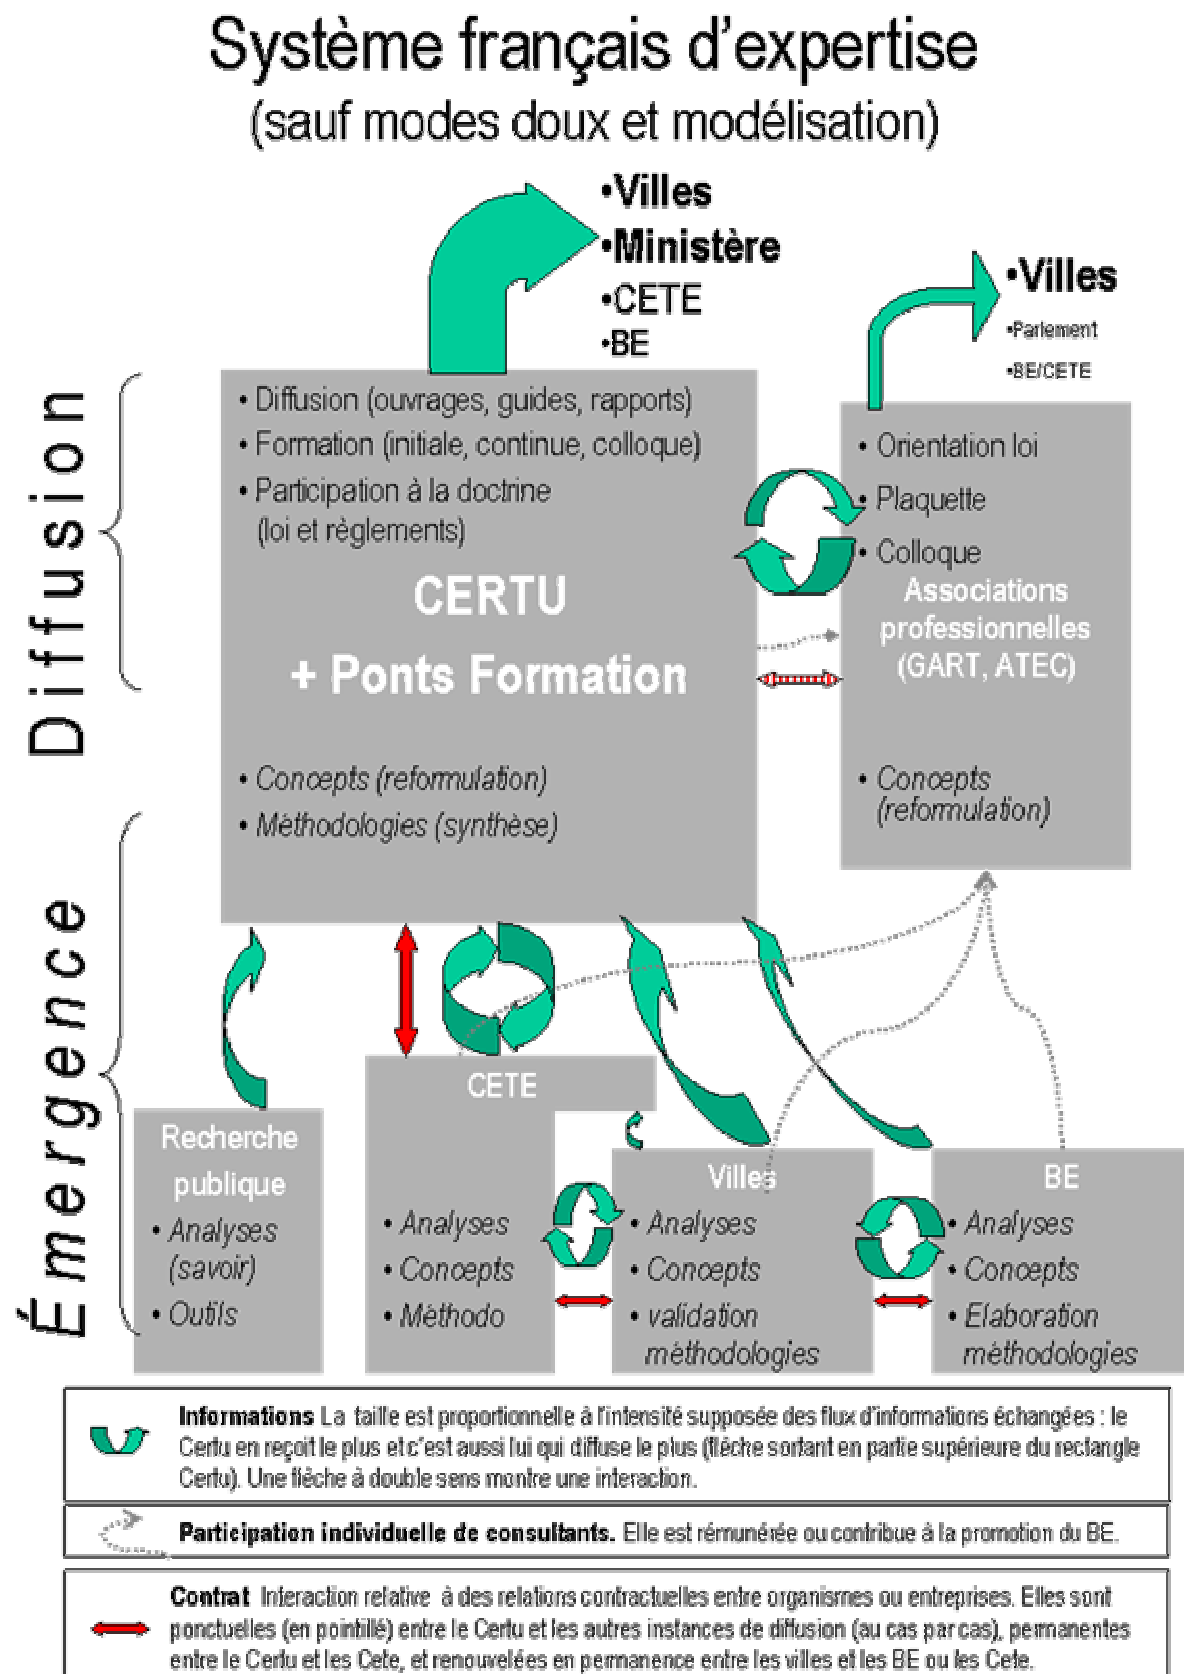 Système français d'expertise
(sauf modes doux et modélisation)
•Villes
•Ministère
•CETE
•BE
•Villes
•Parlement
•BE/CETE
Diffusion
• Diffusion (ouvrages, guides, rapports)
• Formation (initiale, continue, colloque)
• Participation à la doctrine
(loi et règlements)
CERTU
+ Ponts Formation
• Concepts (reformulation)
• Méthodologies (synthèse)
• Orientation loi
• Plaquette
• Colloque
Associations
professionnelles
(GART, ATEC)
• Concepts
(reformulation)
Émergence
Recherche
publique
• Analyses
(savoir)
• Outils
CETE
• Analyses
• Concepts
• Méthodo
Villes
• Analyses
• Concepts
• validation
méthodologies
BE
• Analyses
• Concepts
• Elaboration
méthodologies
Informations La taille est proportionnelle à l'intensité supposée des flux d'informations échangées : le
Certu en reçoit le plus et c'est aussi lui qui diffuse le plus (flèche sortant en partie supérieure du rectangle
Certu). Une flèche à double sens montre une interaction.
Participation individuelle de consultants. Elle est rémunérée ou contribue à la promotion du BE.
Contrat Interaction relative à des relations contractuelles entre organismes ou entreprises. Elles sont
ponctuelles (en pointillé) entre le Certu et les autres instances de diffusion (au cas par cas), permanentes
entre le Certu et les Cete, et renouvelées en permanence entre les villes et les BE ou les Cete.